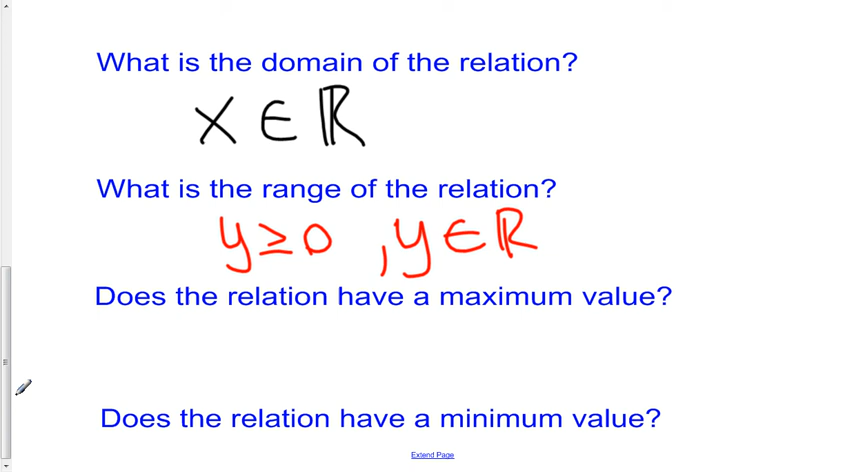 What is the domain of the relation?
x ∈ ℝ
What is the range of the relation?
y ≥ 0 , y ∈ ℝ
Does the relation have a maximum value?
Does the relation have a minimum value?
Extend Page